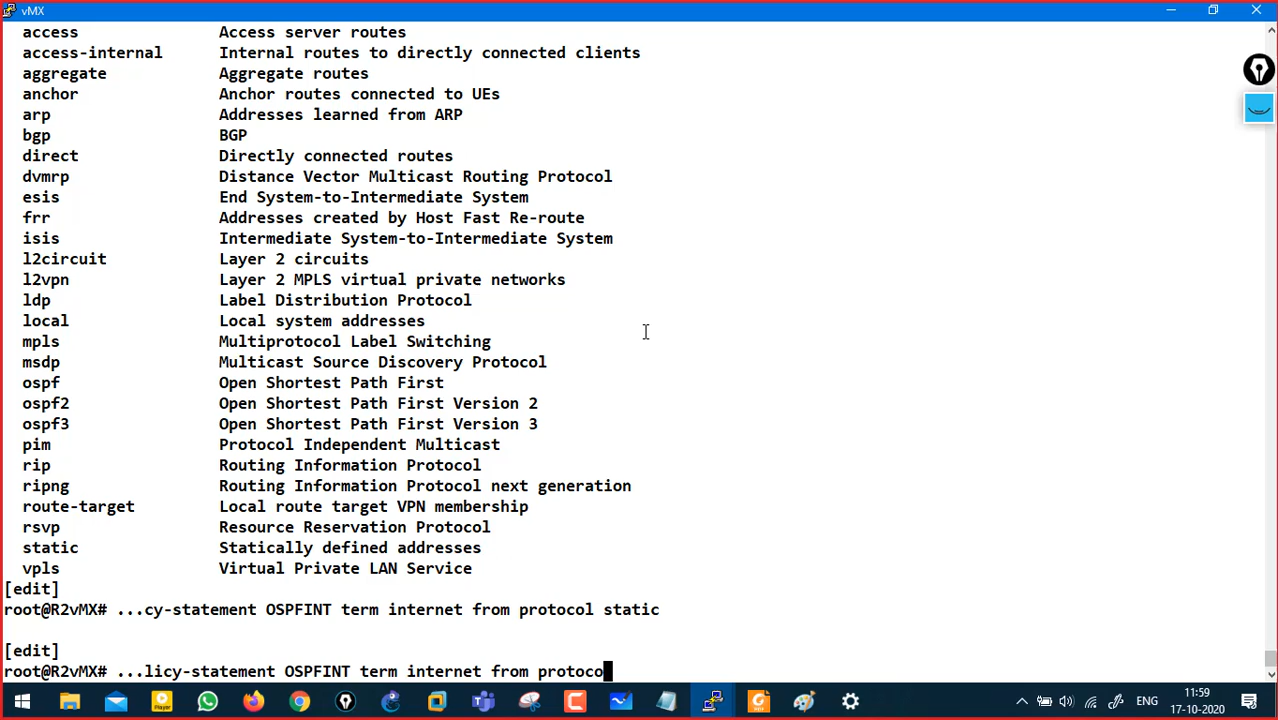 vMX
access Access server routes
access-internal Internal routes to directly connected clients
aggregate Aggregate routes
anchor Anchor routes connected to UEs
arp Addresses learned from ARP
bgp BGP
direct Directly connected routes
dvmrp Distance Vector Multicast Routing Protocol
esis End System-to-Intermediate System
frr Addresses created by Host Fast Re-route
isis Intermediate System-to-Intermediate System
l2circuit Layer 2 circuits
l2vpn Layer 2 MPLS virtual private networks
ldp Label Distribution Protocol
local Local system addresses
mpls Multiprotocol Label Switching
msdp Multicast Source Discovery Protocol
ospf Open Shortest Path First
ospf2 Open Shortest Path First Version 2
ospf3 Open Shortest Path First Version 3
pim Protocol Independent Multicast
rip Routing Information Protocol
ripng Routing Information Protocol next generation
route-target Local route target VPN membership
rsvp Resource Reservation Protocol
static Statically defined addresses
vpls Virtual Private LAN Service
[edit]
root@R2vMX# ...cy-statement OSPFINT term internet from protocol static
[edit]
root@R2vMX# ...licy-statement OSPFINT term internet from protoco
ENG
11:59
17-10-2020